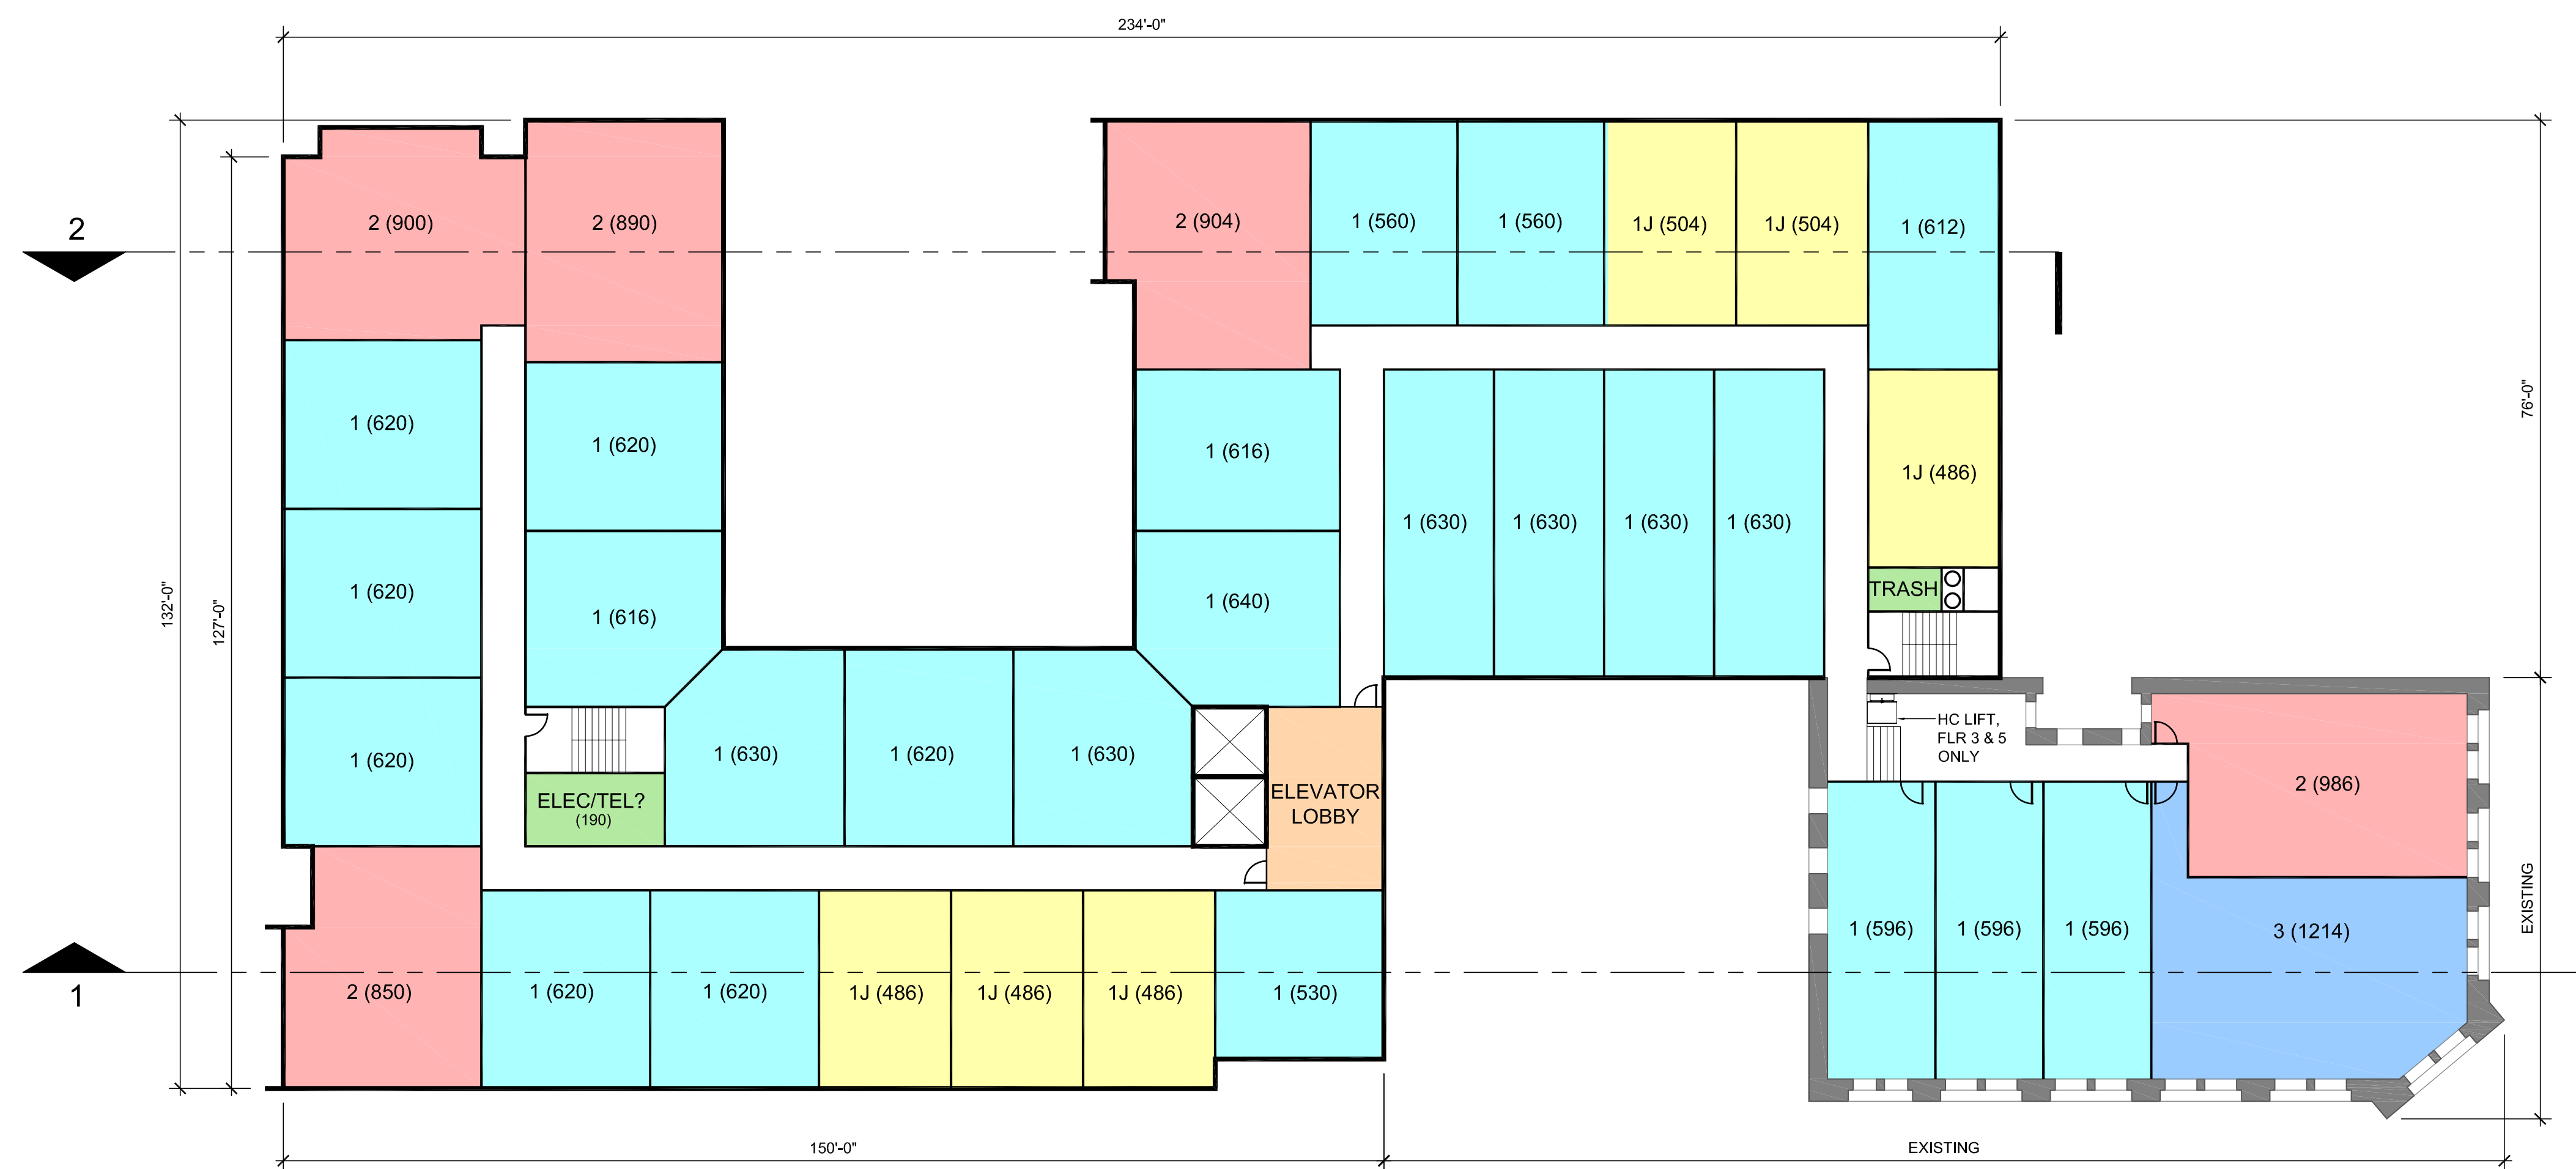 234'-0"
2
2 (900)
2 (890)
2 (904)
1 (560)
1 (560)
1J (504)
1J (504)
1 (612)
76'-0"
1 (620)
1 (620)
1 (616)
1J (486)
1 (630)
1 (630)
1 (630)
1 (630)
132'-0"
127'-0"
1 (620)
1 (616)
1 (640)
TRASH
HC LIFT,
FLR 3 & 5
ONLY
1 (620)
ELEC/TEL?
(190)
1 (630)
1 (620)
1 (630)
ELEVATOR
LOBBY
2 (986)
EXISTING
1 (596)
1 (596)
1 (596)
3 (1214)
1
2 (850)
1 (620)
1 (620)
1J (486)
1J (486)
1J (486)
1 (530)
150'-0"
EXISTING